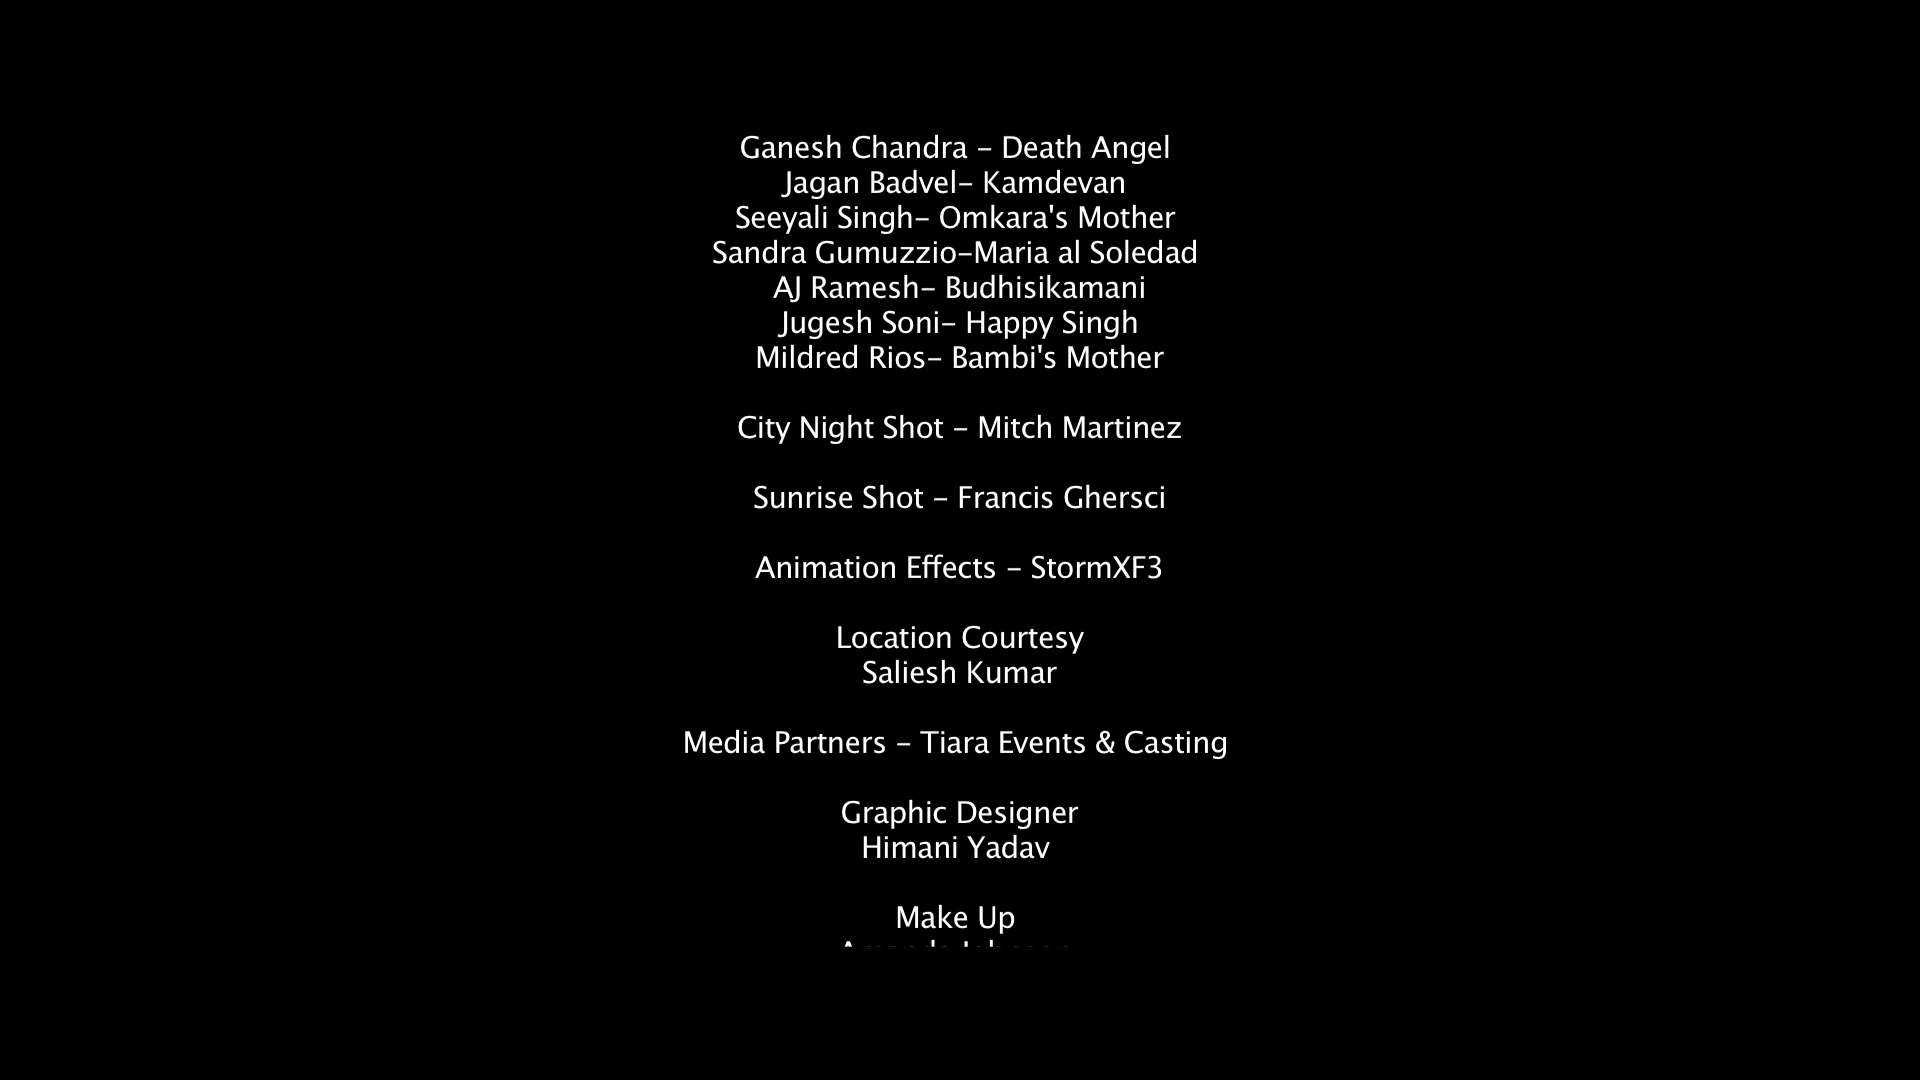 Ganesh Chandra - Death Angel
Jagan Badvel- Kamdevan
Seeyali Singh- Omkara's Mother
Sandra Gumuzzio-Maria al Soledad
AJ Ramesh- Budhisikamani
Jugesh Soni- Happy Singh
Mildred Rios- Bambi's Mother
City Night Shot - Mitch Martinez
Sunrise Shot - Francis Ghersci
Animation Effects - StormXF3
Location Courtesy
Saliesh Kumar
Media Partners - Tiara Events & Casting
Graphic Designer
Himani Yadav
Make Up